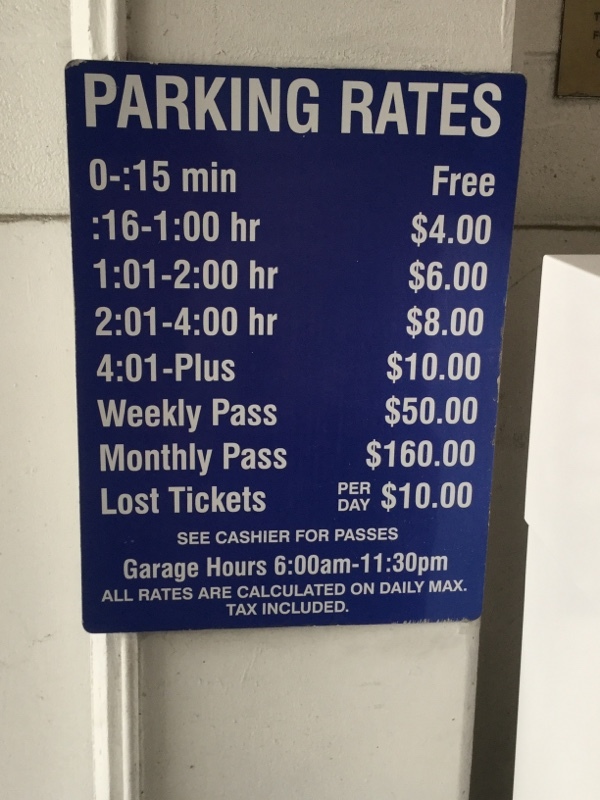 PARKING RATES
0-:15 min Free
:16-1:00 hr $4.00
1:01-2:00 hr $6.00
2:01-4:00 hr $8.00
4:01-Plus $10.00
Weekly Pass $50.00
Monthly Pass $160.00
Lost Tickets PER DAY $10.00
SEE CASHIER FOR PASSES
Garage Hours 6:00am-11:30pm
ALL RATES ARE CALCULATED ON DAILY MAX.
TAX INCLUDED.